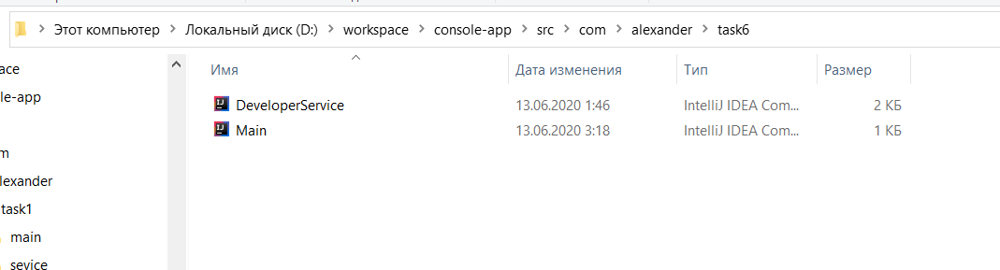 Этот компьютер > Локальный диск (D:) > workspace > console-app > src > com > alexander > task6
Имя Дата изменения Тип Размер
DeveloperService 13.06.2020 1:46 IntelliJ IDEA Com... 2 КБ
Main 13.06.2020 3:18 IntelliJ IDEA Com... 1 КБ
ace
le-app
m
lexander
task1
main
sevice